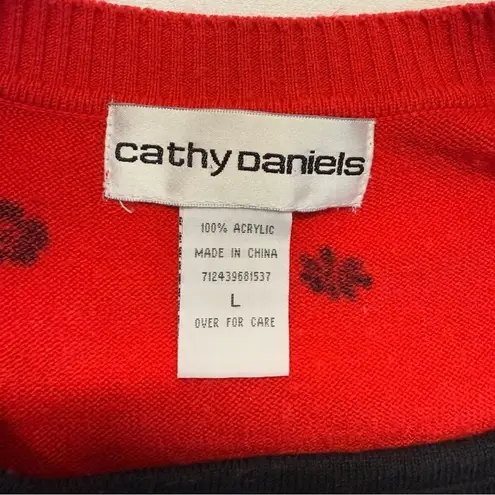 cathy Daniels
100% ACRYLIC
MADE IN CHINA
712439681537
L
OVER FOR CARE